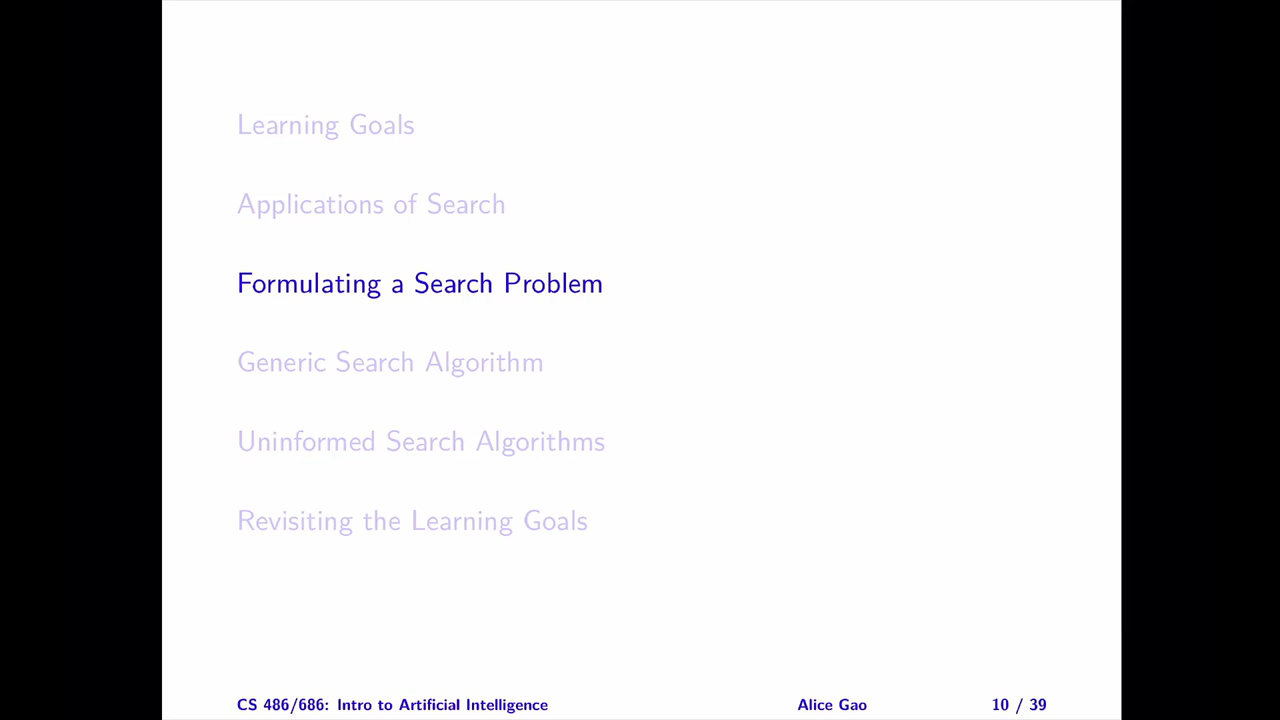 Learning Goals
Applications of Search
Formulating a Search Problem
Generic Search Algorithm
Uninformed Search Algorithms
Revisiting the Learning Goals
CS 486/686: Intro to Artificial Intelligence Alice Gao 10 / 39